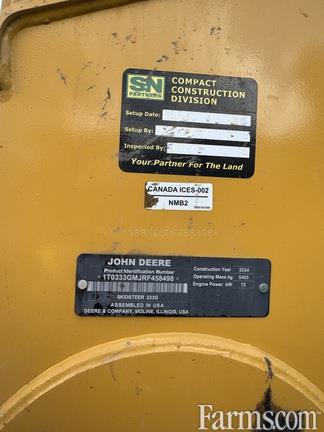 SN
PARTNERS
COMPACT
CONSTRUCTION
DIVISION
Setup Date:
Setup By:
Inspected By:
Your Partner For The Land
CANADA ICES-002
NMB2
JOHN DEERE
Product Identification Number
1T0333GMJRF458498
SKIDSTEER 333G
ASSEMBLED IN USA
DEERE & COMPANY, MOLINE, ILLINOIS, USA
Construction Year 2024
Operating Mass kg 5493
Engine Power kW 72
Farms.com